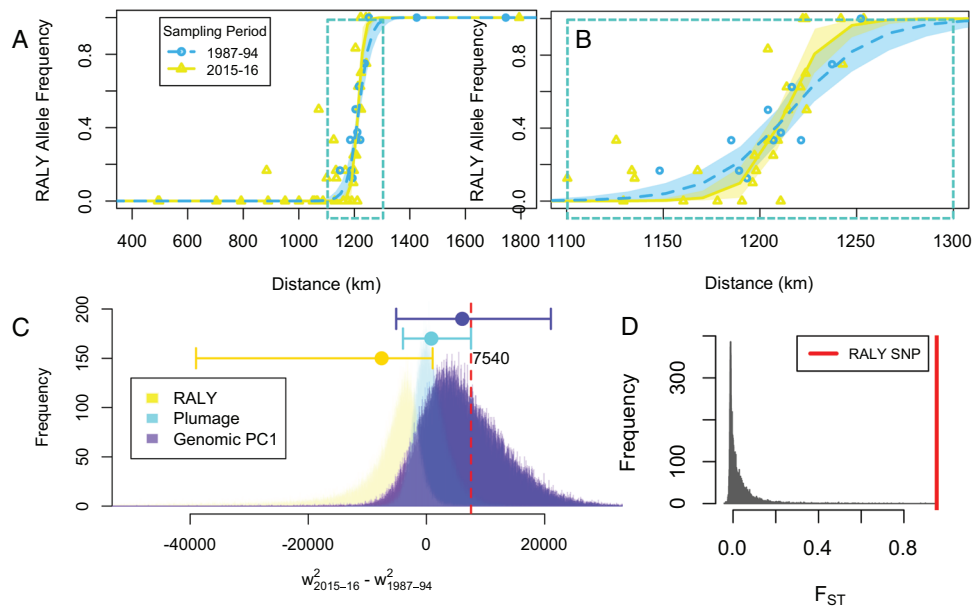 A
Sampling Period
1987-94
2015-16
RALY Allele Frequency
0.0 0.4 0.8
400 600 800 1000 1200 1400 1600 1800
Distance (km)
B
RALY Allele Frequency
0.0 0.4 0.8
1100 1150 1200 1250 1300
Distance (km)
C
Frequency
0 50 100 150 200
7540
RALY
Plumage
Genomic PC1
-40000 -20000 0 20000
w²₂₀₁₅₋₁₆ - w²₁₉₈₇₋₉₄
D
RALY SNP
Frequency
0 100 300
0.0 0.4 0.8
F_ST